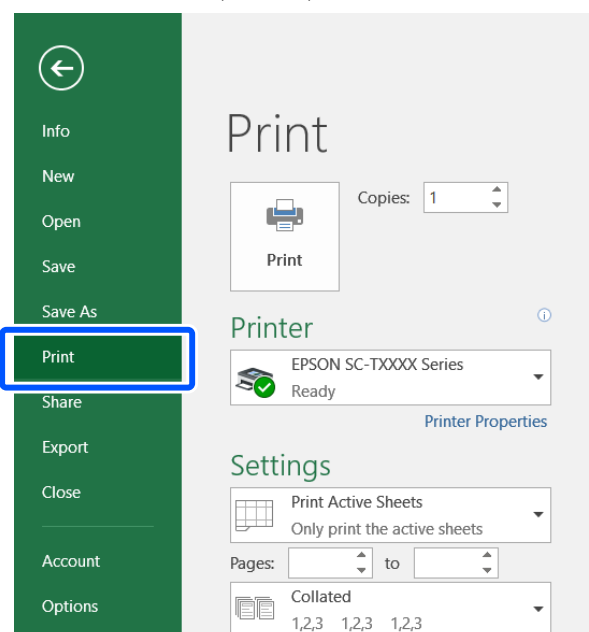 Info
New
Open
Save
Save As
Print
Share
Export
Close
Account
Options
Print
Copies: 1
Print
Printer
EPSON SC-TXXXX Series
Ready
Printer Properties
Settings
Print Active Sheets
Only print the active sheets
Pages: to
Collated
1,2,3 1,2,3 1,2,3